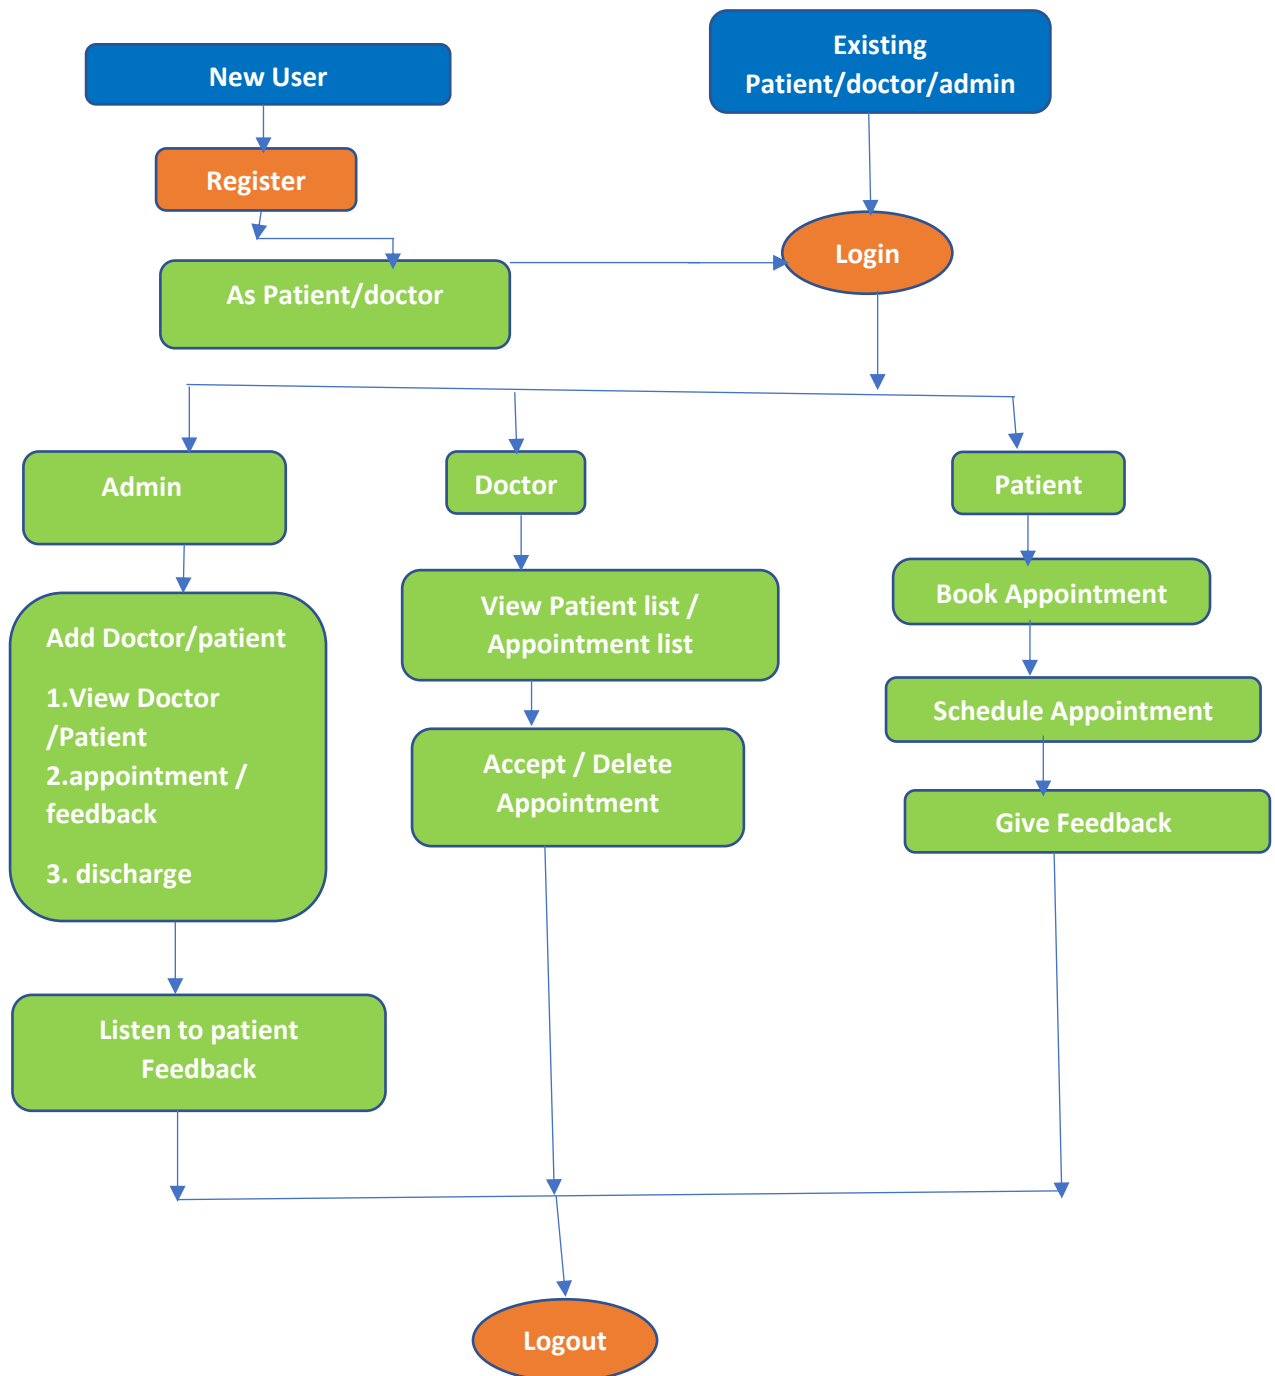 New User
Existing
Patient/doctor/admin
Register
Login
As Patient/doctor
Admin
Doctor
Patient
Add Doctor/patient
1.View Doctor
/Patient
2.appointment /
feedback
3. discharge
View Patient list /
Appointment list
Book Appointment
Schedule Appointment
Accept / Delete
Appointment
Give Feedback
Listen to patient
Feedback
Logout